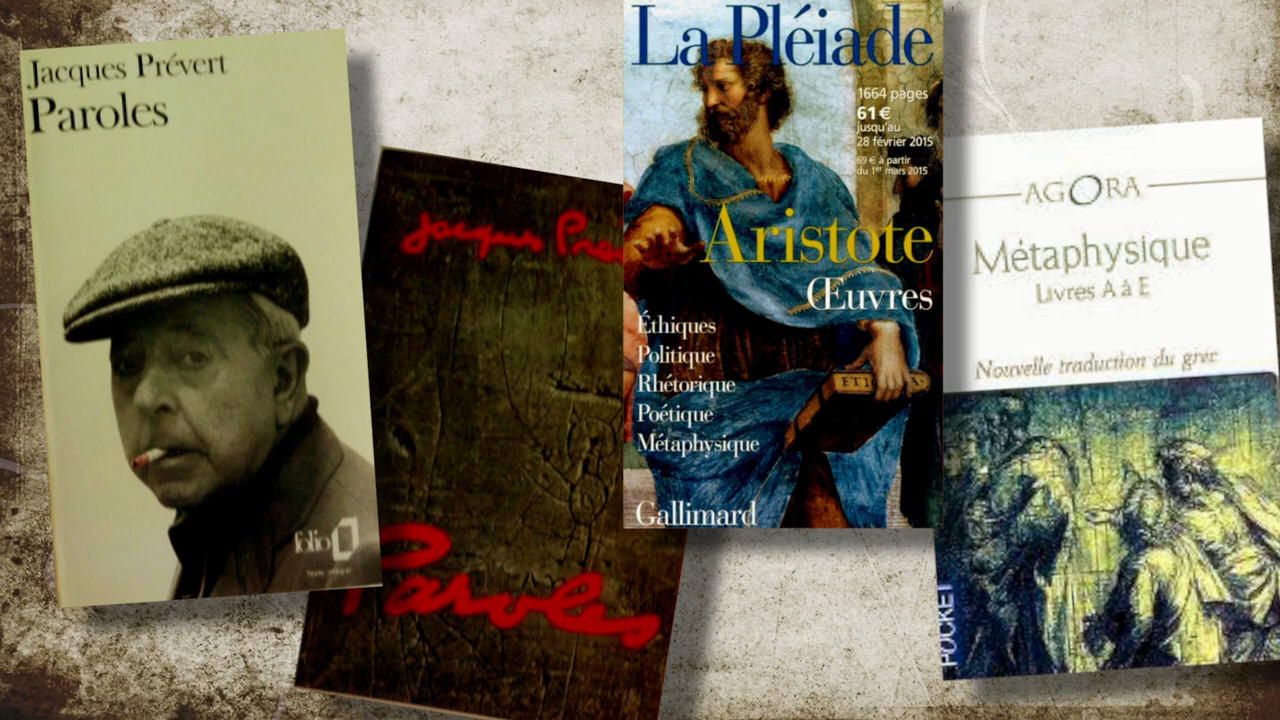 Jacques Prévert
Paroles
folio
Jacques
Paroles
La Pléiade
1664 pages
61 €
jusqu'au
28 février 2015
69 € à partir
du 1er mars 2015
Aristote
Œuvres
Éthiques
Politique
Rhétorique
Poétique
Métaphysique
ETICA
Gallimard
AGORA
Métaphysique
Livres A à E
Nouvelle traduction du grec
POCKET